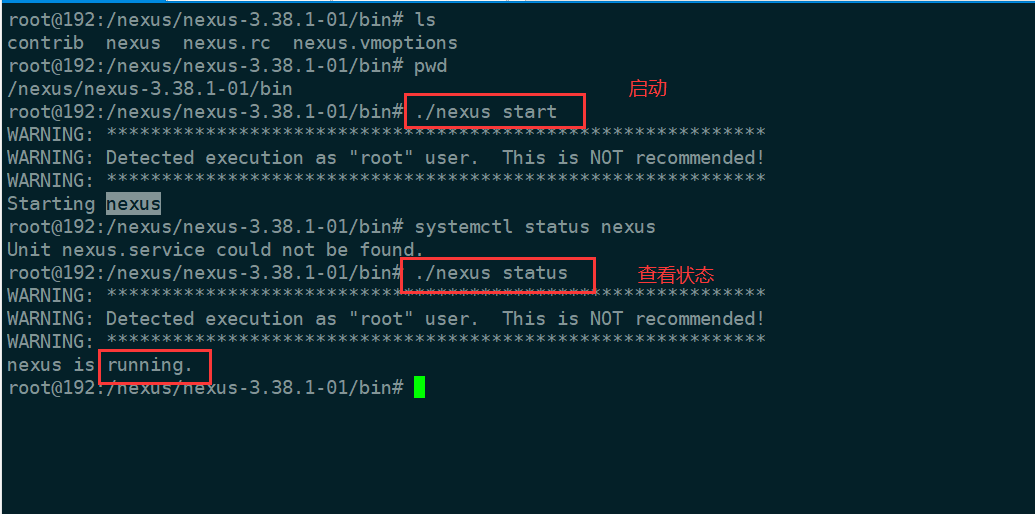 root@192:/nexus/nexus-3.38.1-01/bin# ls
contrib  nexus  nexus.rc  nexus.vmoptions
root@192:/nexus/nexus-3.38.1-01/bin# pwd
/nexus/nexus-3.38.1-01/bin
启动
root@192:/nexus/nexus-3.38.1-01/bin# ./nexus start
WARNING: ************************************************************
WARNING: Detected execution as "root" user.  This is NOT recommended!
WARNING: ************************************************************
Starting nexus
root@192:/nexus/nexus-3.38.1-01/bin# systemctl status nexus
Unit nexus.service could not be found.
root@192:/nexus/nexus-3.38.1-01/bin# ./nexus status 查看状态
WARNING: ************************************************************
WARNING: Detected execution as "root" user.  This is NOT recommended!
WARNING: ************************************************************
nexus is running.
root@192:/nexus/nexus-3.38.1-01/bin#